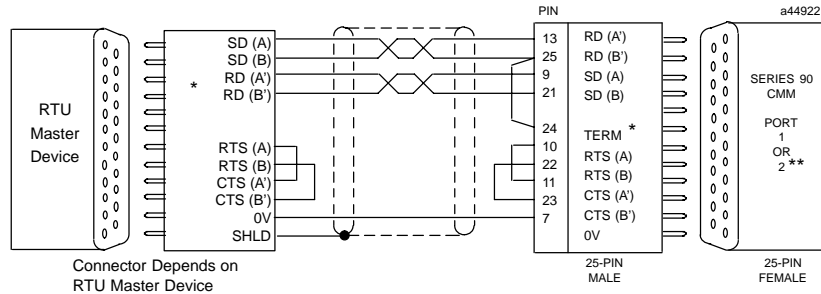 PIN
a44922
SD (A)
SD (B)
RD (A')
RD (B')
*
RTS (A)
RTS (B)
CTS (A')
CTS (B')
0V
SHLD
RTU
Master
Device
Connector Depends on
RTU Master Device
13
25
9
21
24
10
22
11
23
7
RD (A')
RD (B')
SD (A)
SD (B)
TERM *
RTS (A)
RTS (B)
CTS (A')
CTS (B')
0V
25-PIN
MALE
SERIES 90
CMM
PORT
1
OR
2 **
25-PIN
FEMALE